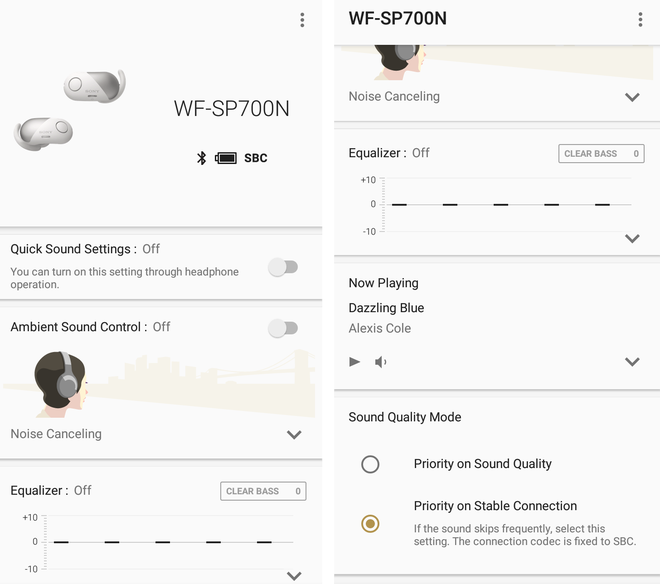 WF-SP700N
SBC
Quick Sound Settings : Off
You can turn on this setting through headphone
operation.
Ambient Sound Control : Off
Noise Canceling
Equalizer : Off
CLEAR BASS 0
+10
0
-10
WF-SP700N
Noise Canceling
Equalizer : Off
CLEAR BASS 0
+10
0
-10
Now Playing
Dazzling Blue
Alexis Cole
Sound Quality Mode
Priority on Sound Quality
Priority on Stable Connection
If the sound skips frequently, select this
setting. The connection codec is fixed to SBC.